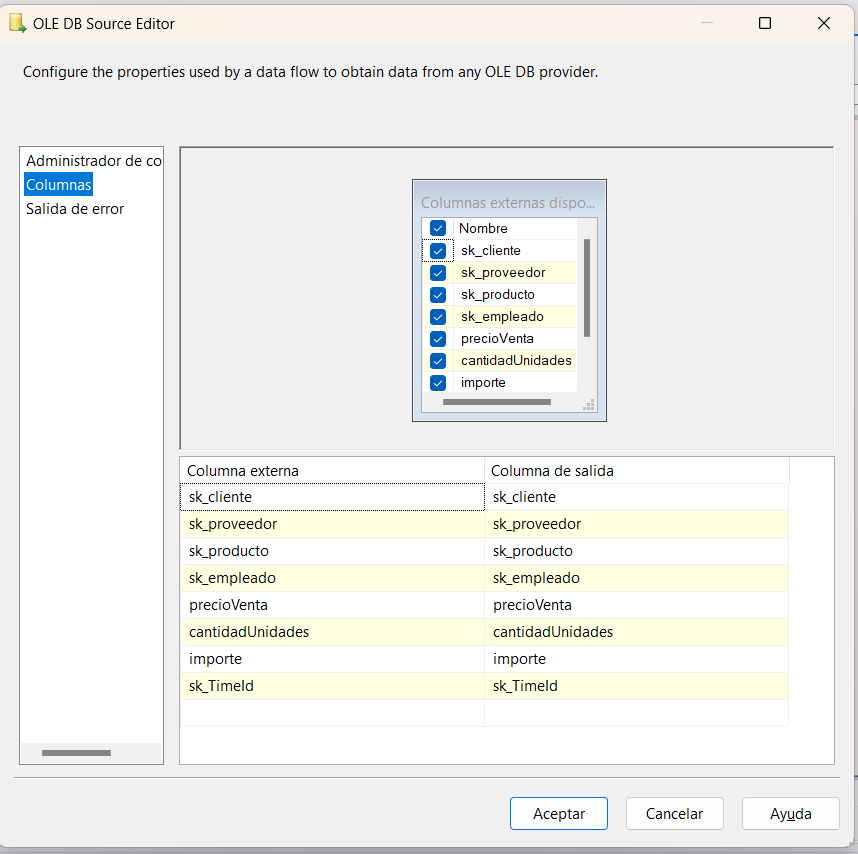 OLE DB Source Editor
Configure the properties used by a data flow to obtain data from any OLE DB provider.
Administrador de co
Columnas
Salida de error
Columnas externas dispo...
Nombre
sk_cliente
sk_proveedor
sk_producto
sk_empleado
precioVenta
cantidadUnidades
importe
Columna externa Columna de salida
sk_cliente sk_cliente
sk_proveedor sk_proveedor
sk_producto sk_producto
sk_empleado sk_empleado
precioVenta precioVenta
cantidadUnidades cantidadUnidades
importe importe
sk_TimeId sk_TimeId
Aceptar Cancelar Ayuda